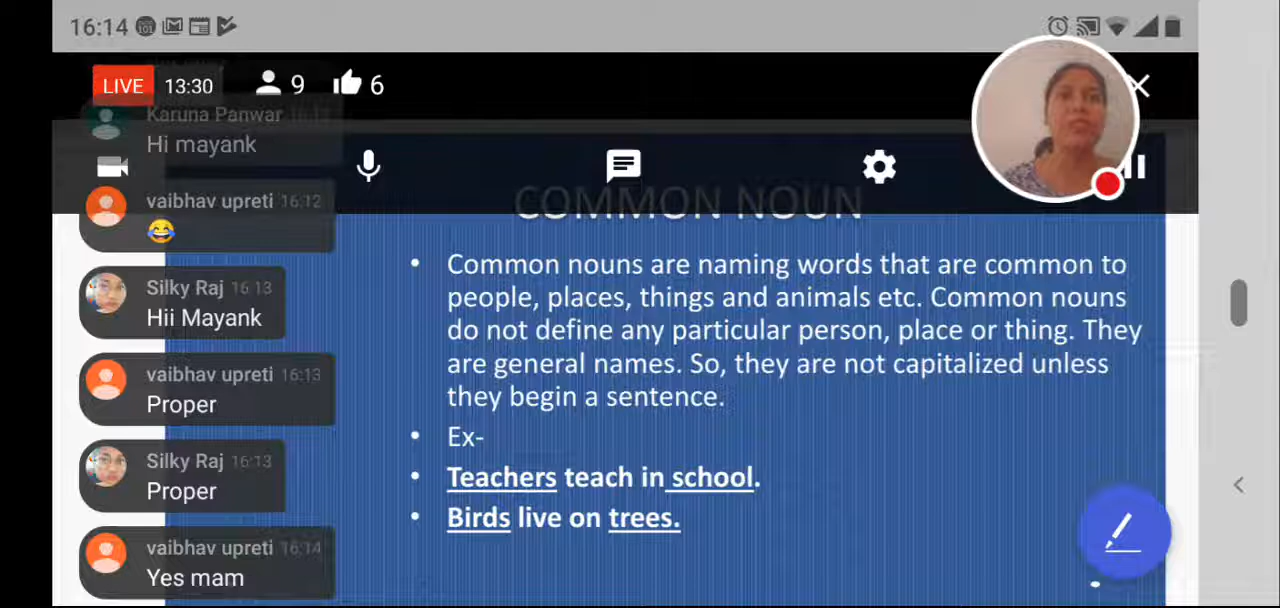 16:14
LIVE 13:30 9 6
Karuna Panwar
Hi mayank
vaibhav upreti 16:12
😂
Silky Raj 16:13
Hii Mayank
vaibhav upreti 16:13
Proper
Silky Raj 16:13
Proper
vaibhav upreti 16:14
Yes mam
COMMON NOUN
• Common nouns are naming words that are common to
people, places, things and animals etc. Common nouns
do not define any particular person, place or thing. They
are general names. So, they are not capitalized unless
they begin a sentence.
• Ex-
• Teachers teach in school.
• Birds live on trees.